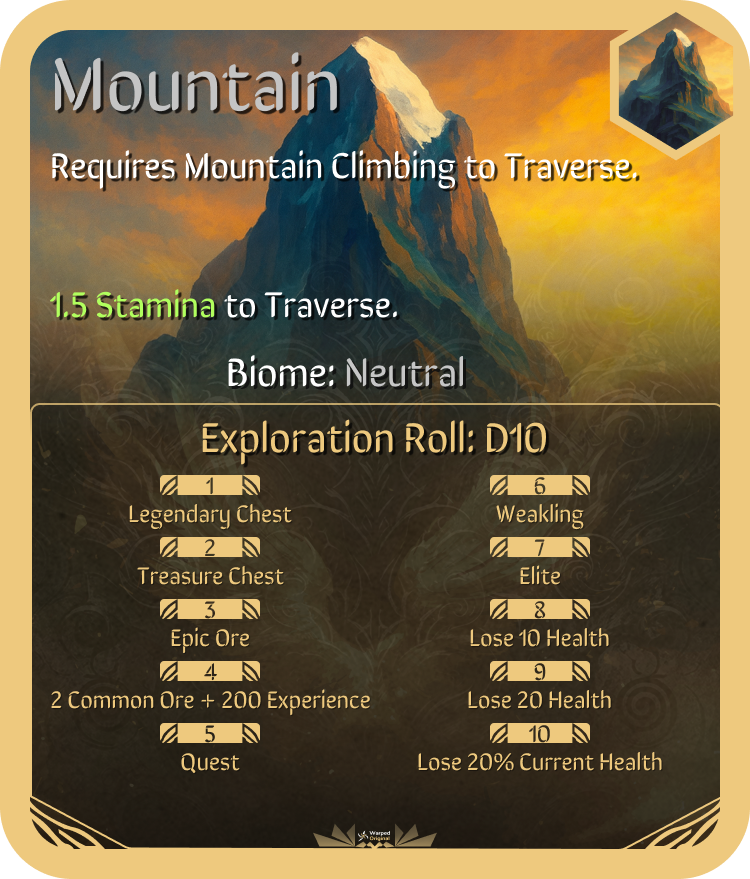 Mountain
Requires Mountain Climbing to Traverse.
1.5 Stamina to Traverse.
Biome: Neutral
Exploration Roll: D10
1
Legendary Chest
2
Treasure Chest
3
Epic Ore
4
2 Common Ore + 200 Experience
5
Quest
6
Weakling
7
Elite
8
Lose 10 Health
9
Lose 20 Health
10
Lose 20% Current Health
Warped
Original